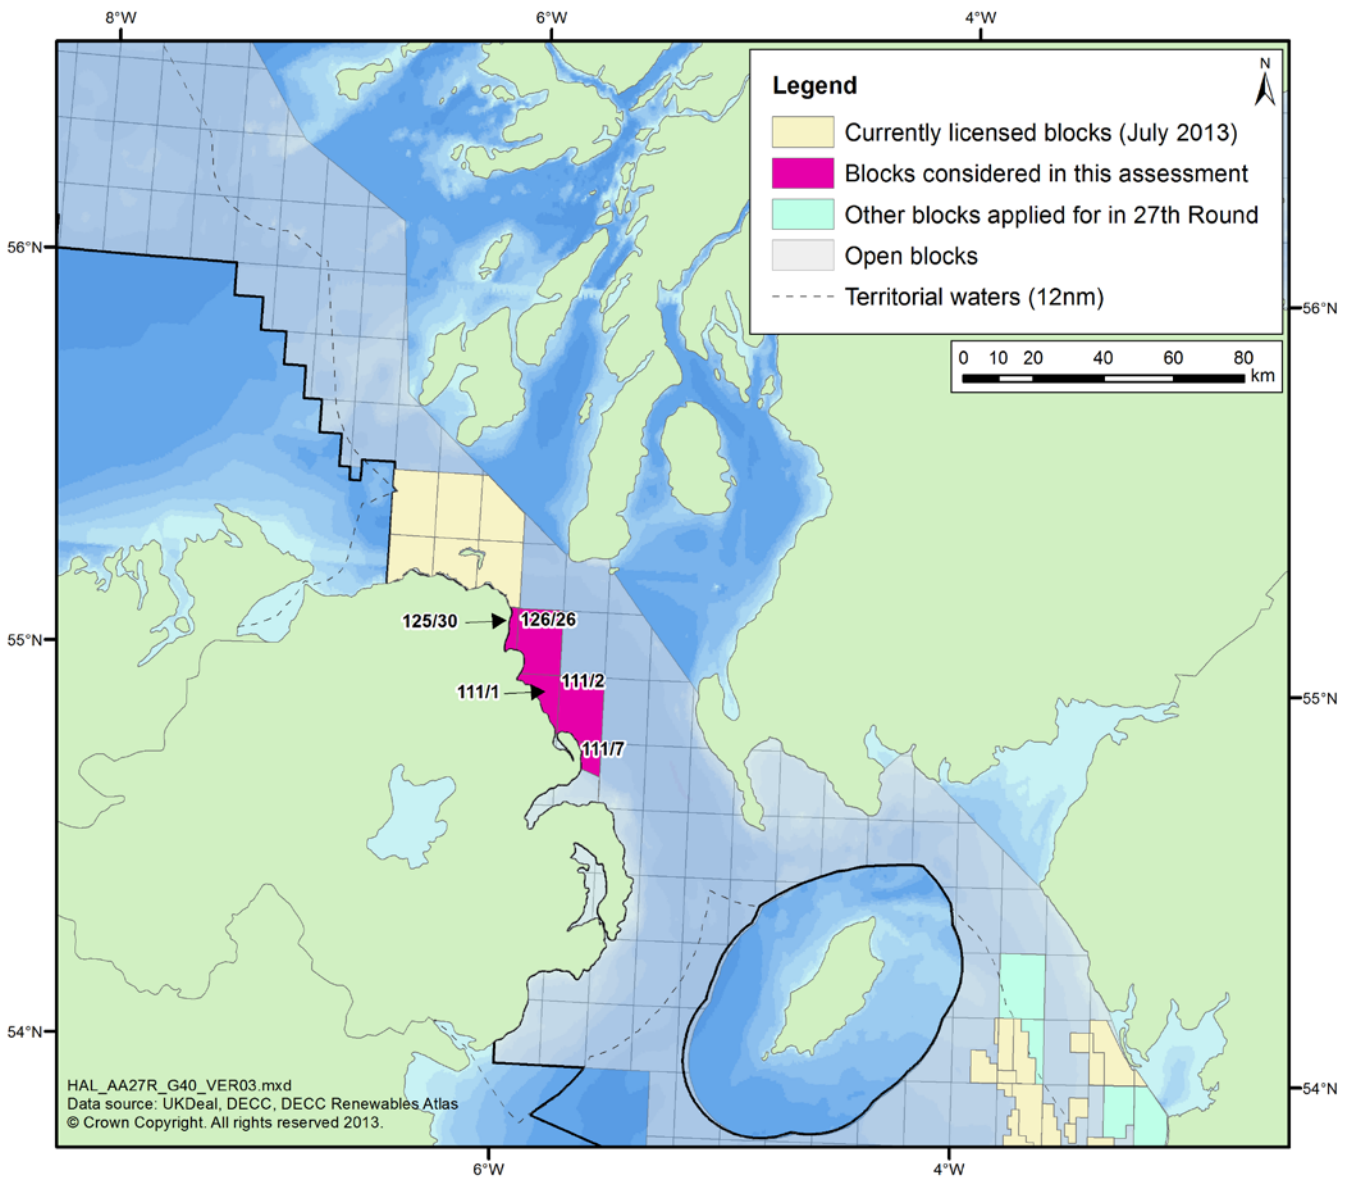 8°W 6°W 4°W
N
Legend
Currently licensed blocks (July 2013)
Blocks considered in this assessment
Other blocks applied for in 27th Round
Open blocks
Territorial waters (12nm)
56°N
56°N
0 10 20 40 60 80
km
125/30
126/26
55°N
111/2
111/1
55°N
111/7
54°N
HAL_AA27R_G40_VER03.mxd
Data source: UKDeal, DECC, DECC Renewables Atlas
© Crown Copyright. All rights reserved 2013.
54°N
6°W 4°W